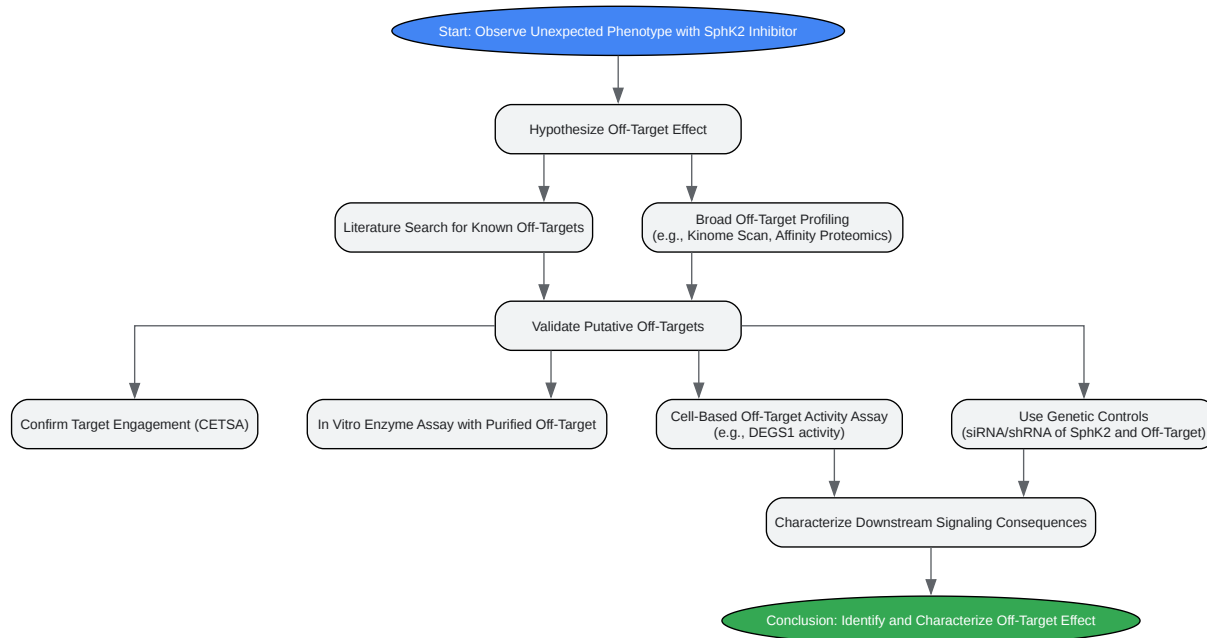 Start: Observe Unexpected Phenotype with SphK2 Inhibitor
Hypothesize Off-Target Effect
Literature Search for Known Off-Targets
Broad Off-Target Profiling
(e.g., Kinome Scan, Affinity Proteomics)
Validate Putative Off-Targets
Confirm Target Engagement (CETSA)
In Vitro Enzyme Assay with Purified Off-Target
Cell-Based Off-Target Activity Assay
(e.g., DEGS1 activity)
Use Genetic Controls
(siRNA/shRNA of SphK2 and Off-Target)
Characterize Downstream Signaling Consequences
Conclusion: Identify and Characterize Off-Target Effect